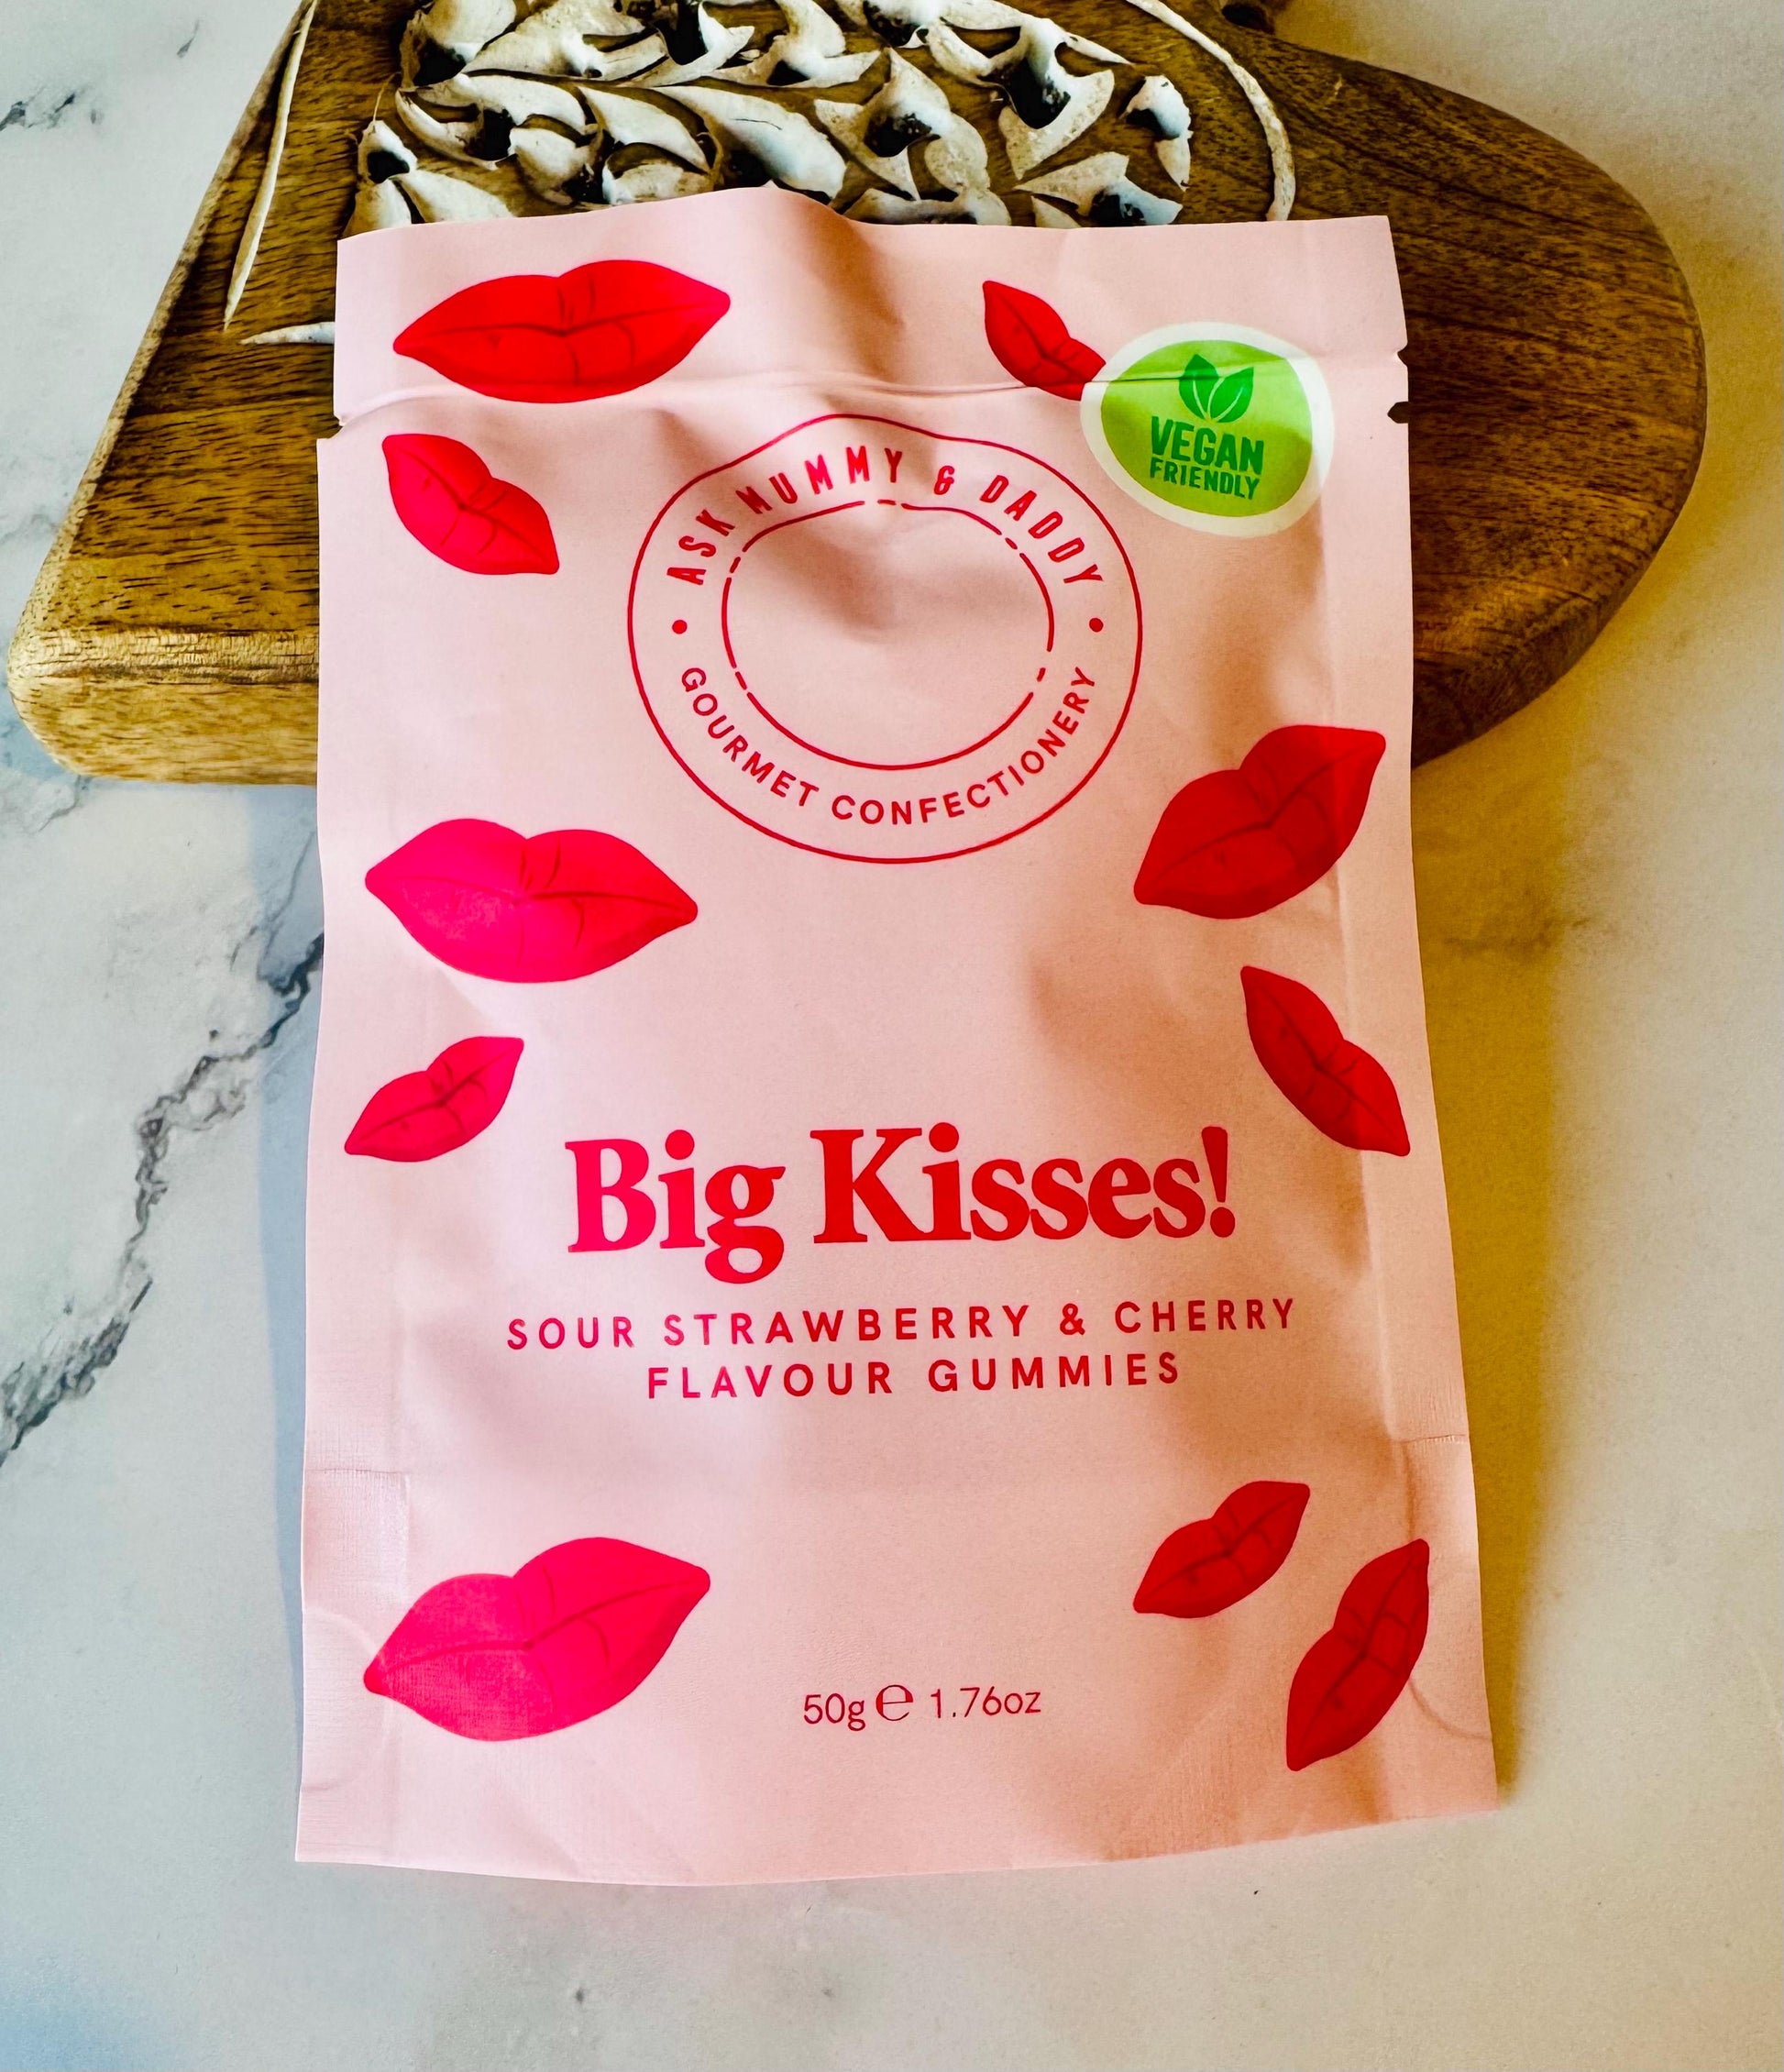 ASK MUMMY & DADDY
VEGAN
FRIENDLY
GOURMET CONFECTIONERY
Big Kisses!
SOUR STRAWBERRY & CHERRY
FLAVOUR GUMMIES
50g ℮ 1.76oz